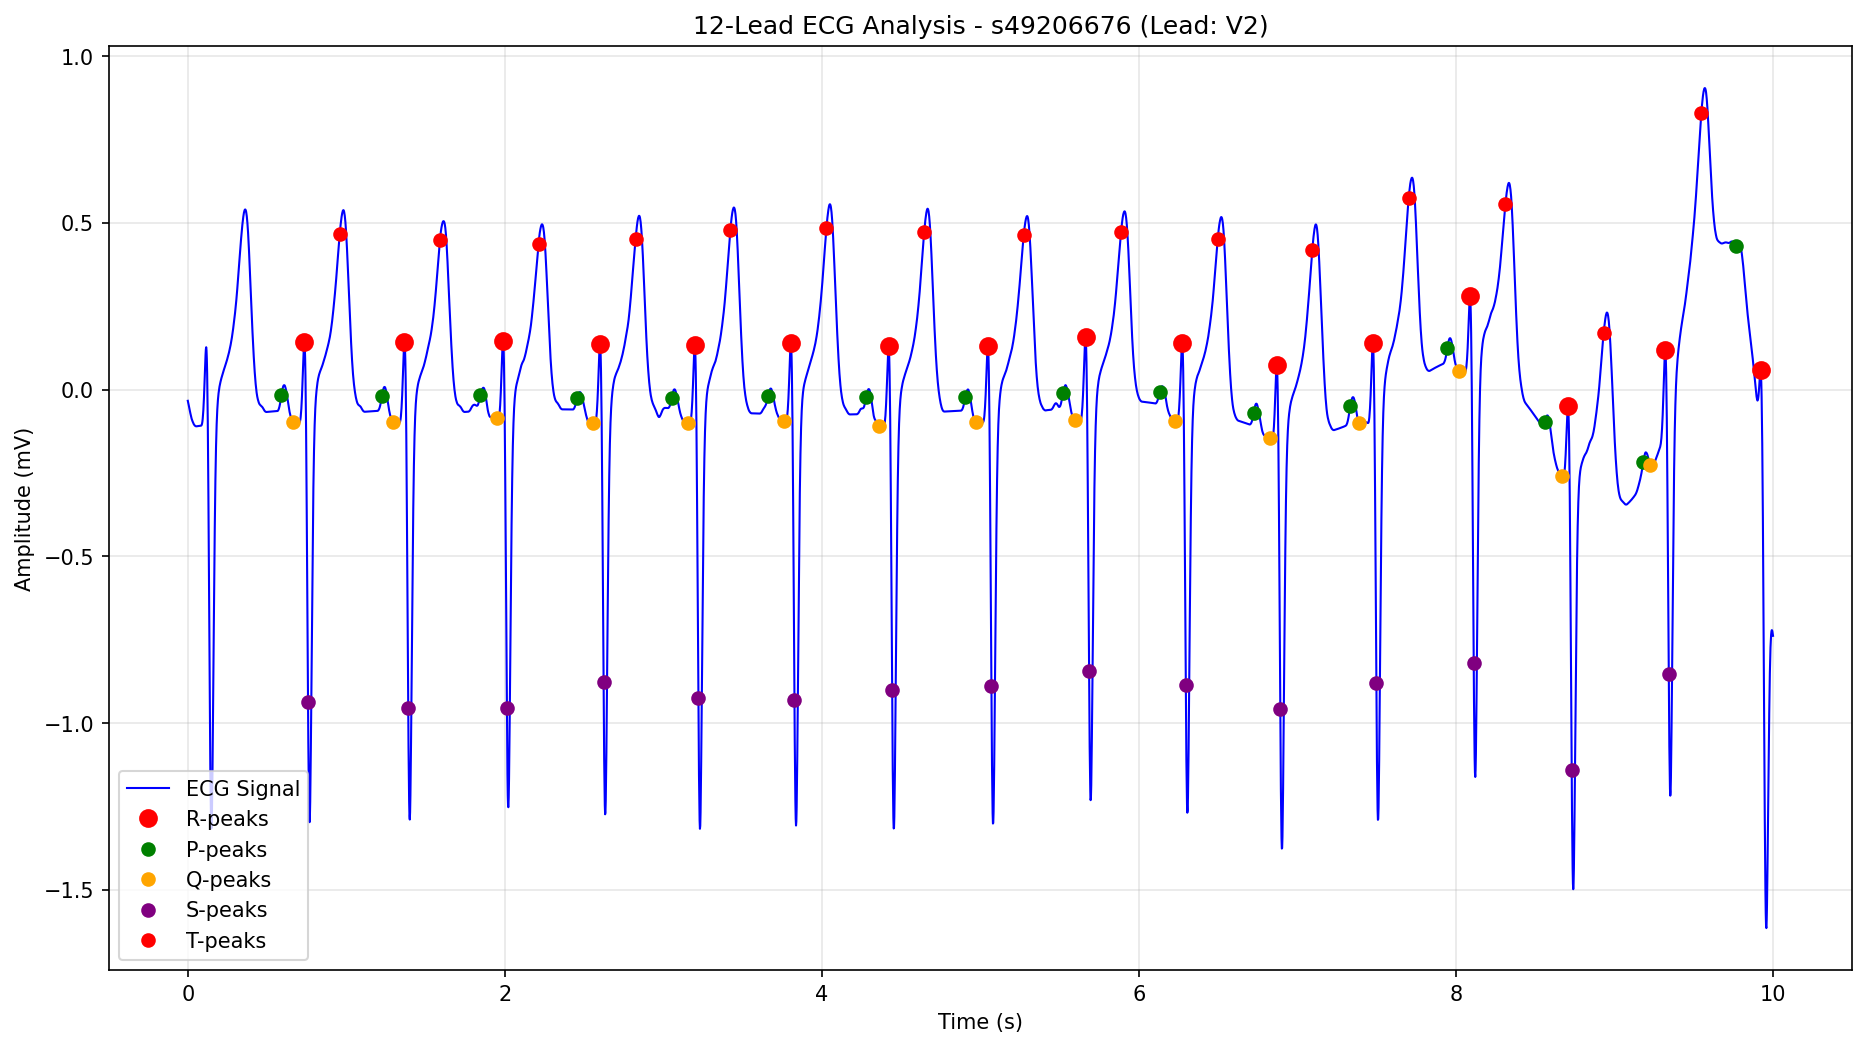 12-Lead ECG Analysis - s49206676 (Lead: V2)
1.0
0.5
0.0
−0.5
−1.0
−1.5
Amplitude (mV)
ECG Signal
R-peaks
P-peaks
Q-peaks
S-peaks
T-peaks
0 2 4 6 8 10
Time (s)